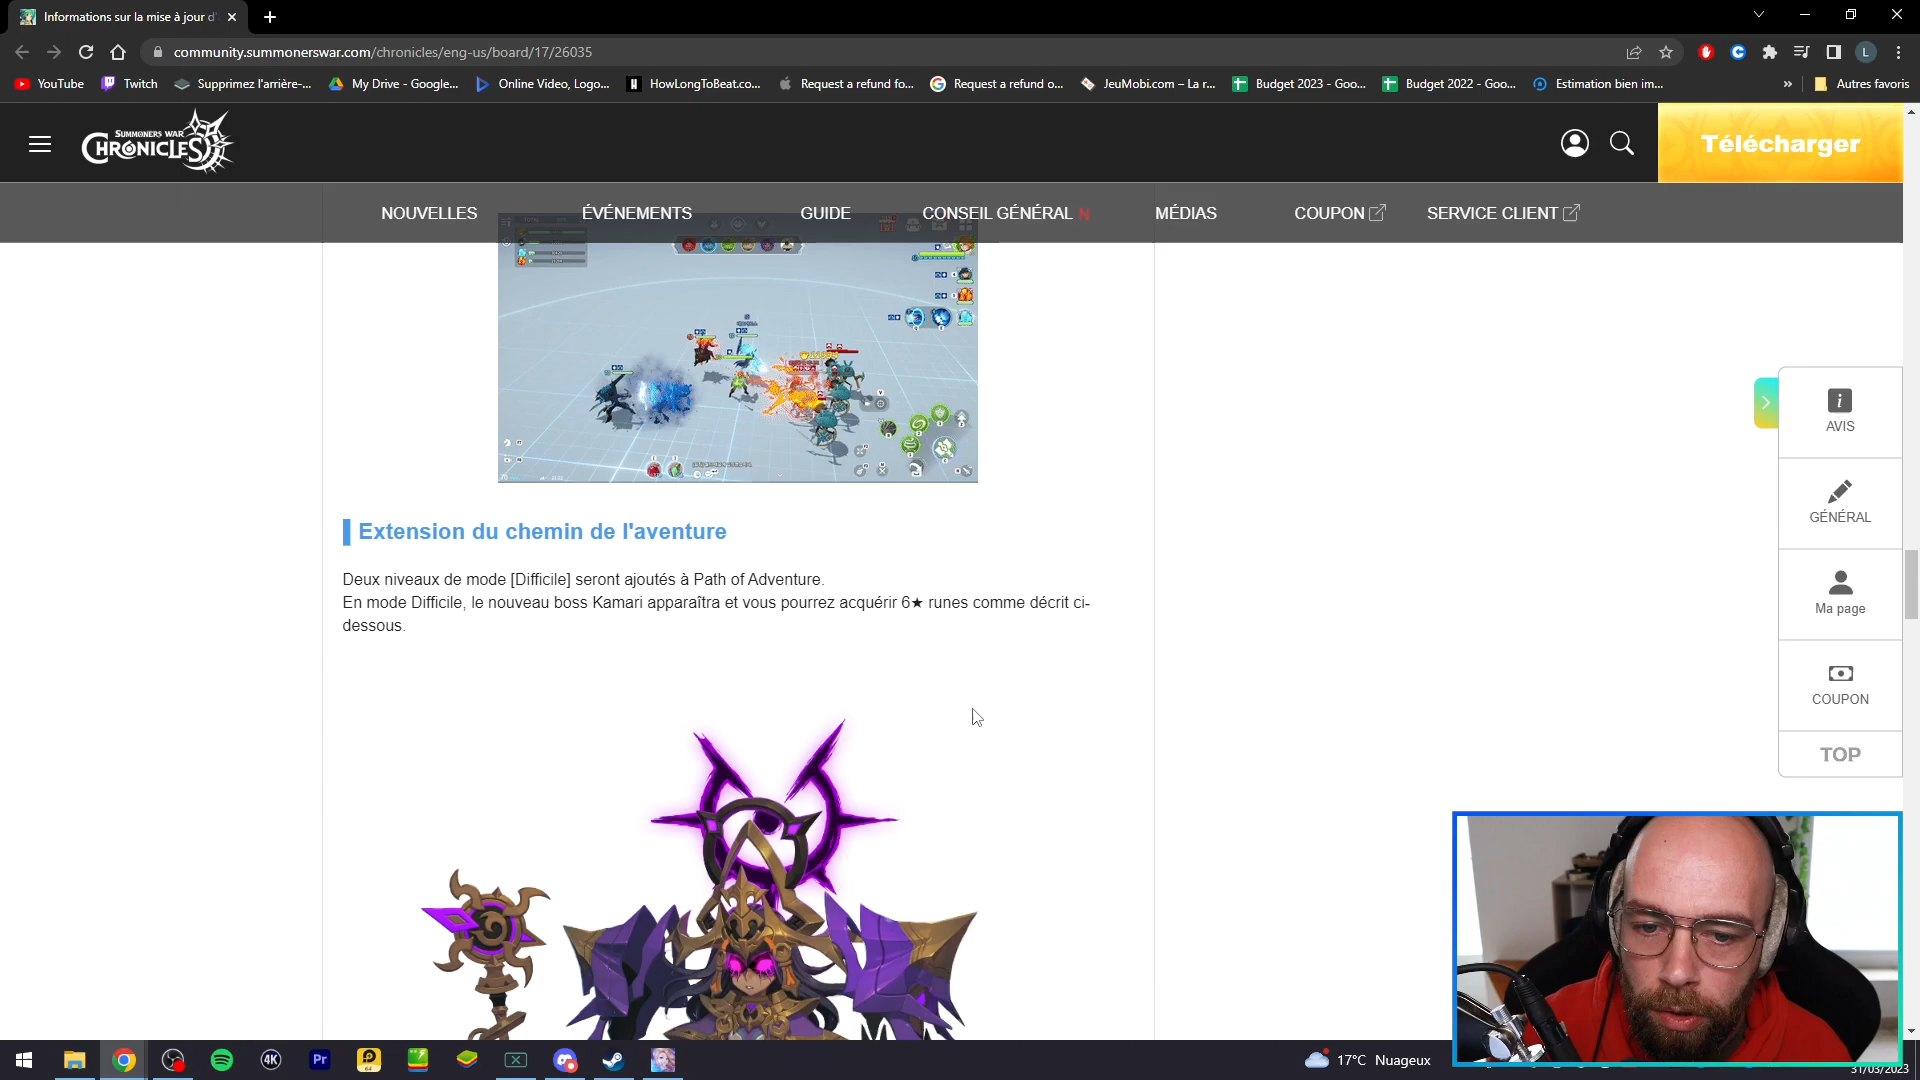 Informations sur la mise à jour d'
community.summonerswar.com/chronicles/eng-us/board/17/26035
L
YouTube
Twitch
Supprimez l'arrière-...
My Drive - Google...
Online Video, Logo...
HowLongToBeat.co...
Request a refund fo...
Request a refund o...
JeuMobi.com – La r...
Budget 2023 - Goo...
Budget 2022 - Goo...
Estimation bien im...
»
Autres favoris
SUMMONERS WAR
CHRONICLES
Télécharger
NOUVELLES
ÉVÉNEMENTS
GUIDE
CONSEIL GÉNÉRAL N
MÉDIAS
COUPON
SERVICE CLIENT
Extension du chemin de l'aventure
Deux niveaux de mode [Difficile] seront ajoutés à Path of Adventure.
En mode Difficile, le nouveau boss Kamari apparaîtra et vous pourrez acquérir 6★ runes comme décrit ci-
dessous.
AVIS
GÉNÉRAL
Ma page
COUPON
TOP
4K
Pr
64
17°C Nuageux
31/03/2023